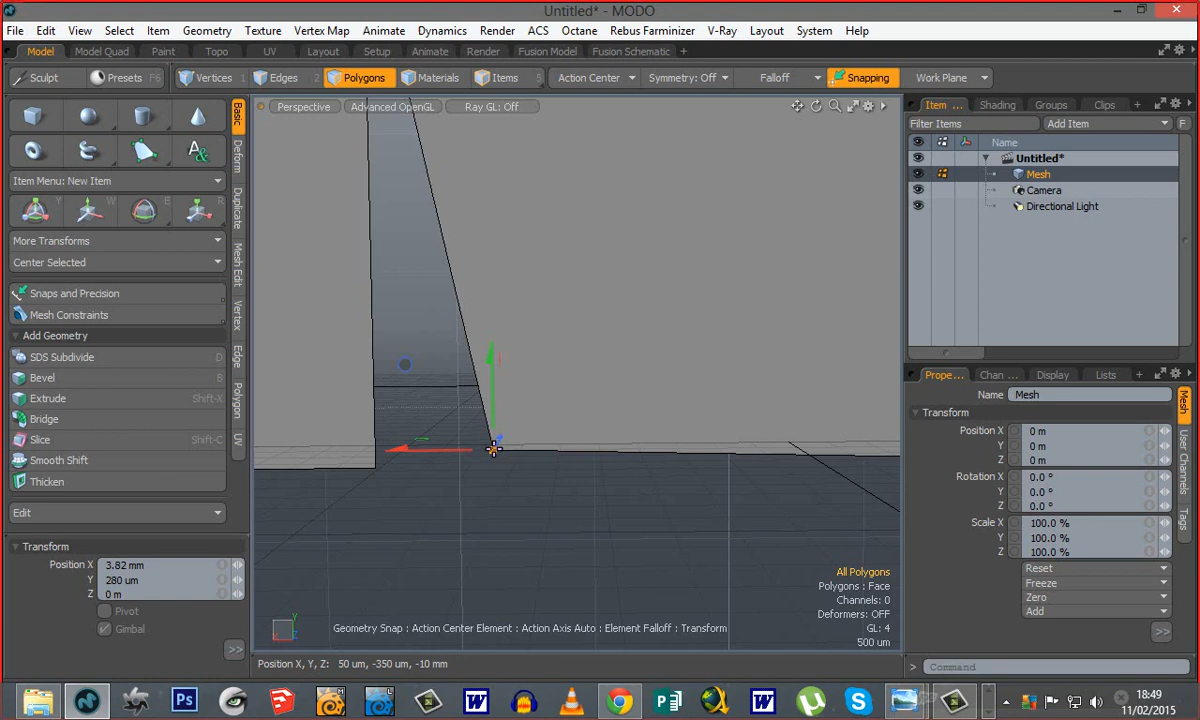 Untitled* - MODO
File Edit View Select Item Geometry Texture Vertex Map Animate Dynamics Render ACS Octane Rebus Farminizer V-Ray Layout System Help
Model Model Quad Paint Topo UV Layout Setup Animate Render Fusion Model Fusion Schematic +
Sculpt Presets F6 Vertices 1 Edges 2 Polygons Materials Items 5 Action Center Symmetry: Off Falloff Snapping Work Plane
Perspective Advanced OpenGL Ray GL: Off
Item ... Shading Groups Clips +
Filter Items Add Item F
Name
Untitled*
Mesh
Camera
Directional Light
Basic
Deform
Duplicate
Mesh Edit
Vertex
Edge
Polygon
UV
Item Menu: New Item
Y W E R
More Transforms
Center Selected
Snaps and Precision
Mesh Constraints
Add Geometry
SDS Subdivide D
Bevel B
Extrude Shift-X
Bridge
Slice Shift-C
Smooth Shift
Thicken
Edit
Transform
Position X 3.82 mm
Y 280 um
Z 0 m
Pivot
Gimbal
>>
All Polygons
Polygons : Face
Channels: 0
Deformers: OFF
GL: 4
500 um
Geometry Snap : Action Center Element : Action Axis Auto : Element Falloff : Transform
Position X, Y, Z: 50 um, -350 um, -10 mm
Prope... Chan ... Display Lists +
Name Mesh
Transform
Position X 0 m
Y 0 m
Z 0 m
Rotation X 0.0 °
Y 0.0 °
Z 0.0 °
Scale X 100.0 %
Y 100.0 %
Z 100.0 %
Reset
Freeze
Zero
Add
>>
Mesh
User Channels
Tags
> Command
18:49
11/02/2015